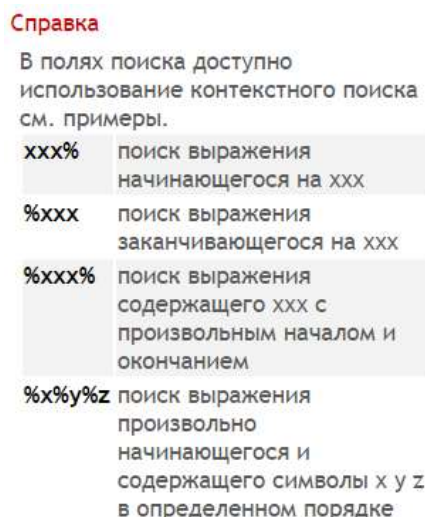 Справка
В полях поиска доступно
использование контекстного поиска
см. примеры.
xxx% поиск выражения
начинающегося на xxx
%xxx поиск выражения
заканчивающегося на xxx
%xxx% поиск выражения
содержащего xxx с
произвольным началом и
окончанием
%x%y%z поиск выражения
произвольно
начинающегося и
содержащего символы x y z
в определенном порядке